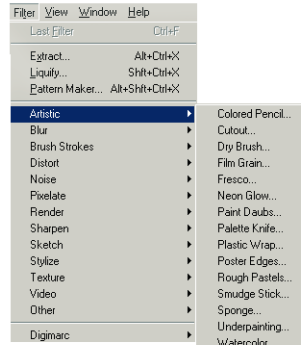 Filter View Window Help
Last Filter Ctrl+F
Extract... Alt+Ctrl+X
Liquify... Shft+Ctrl+X
Pattern Maker... Alt+Shft+Ctrl+X
Artistic
Blur
Brush Strokes
Distort
Noise
Pixelate
Render
Sharpen
Sketch
Stylize
Texture
Video
Other
Digimarc
Colored Pencil...
Cutout...
Dry Brush...
Film Grain...
Fresco...
Neon Glow...
Paint Daubs...
Palette Knife...
Plastic Wrap...
Poster Edges...
Rough Pastels...
Smudge Stick...
Sponge...
Underpainting...
Watercolor...